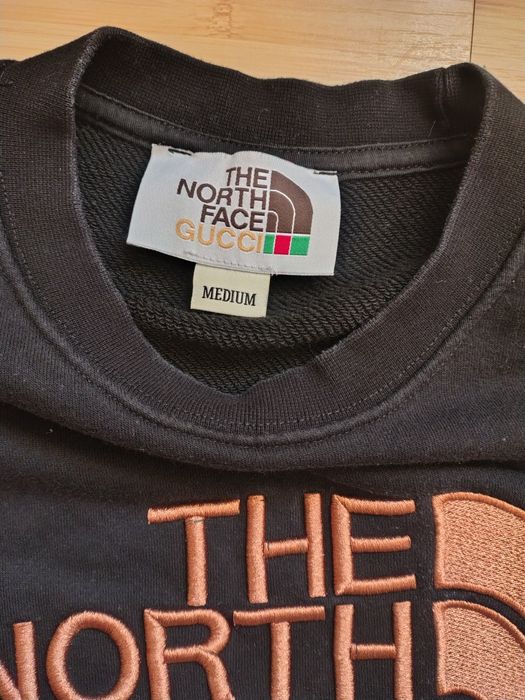 THE
NORTH
FACE
GUCCI
MEDIUM
THE
NORTH